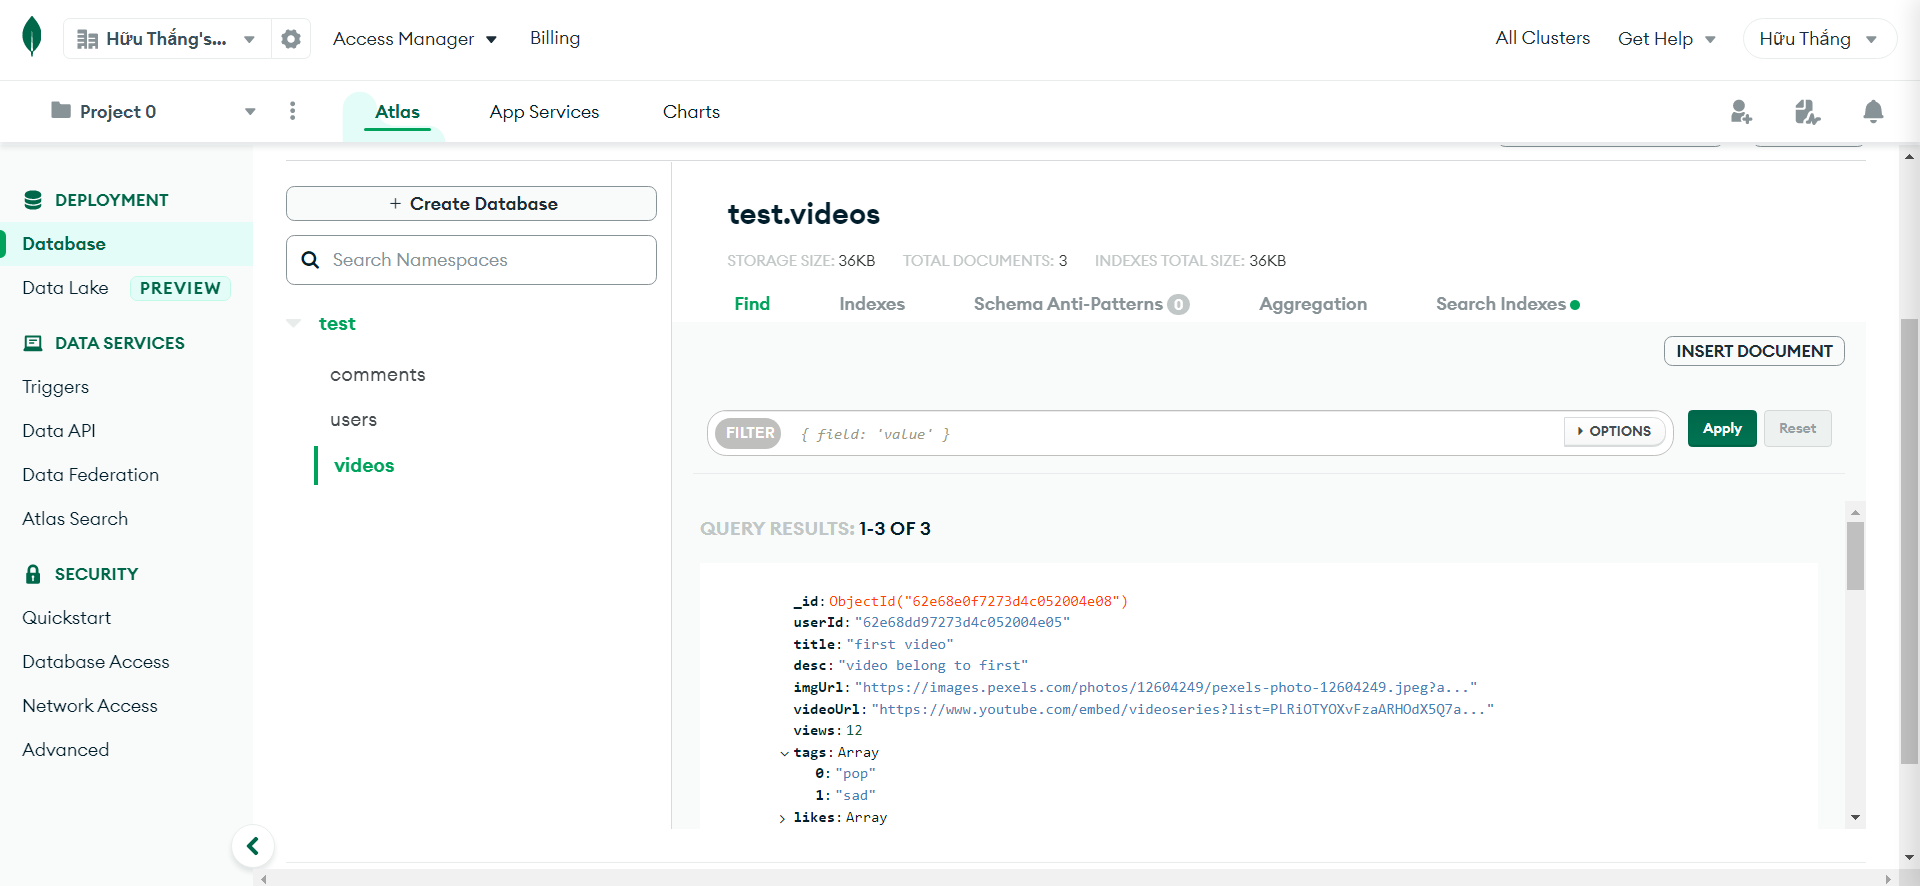 Hữu Thắng's...
Access Manager
Billing
All Clusters
Get Help
Hữu Thắng
Project 0
Atlas
App Services
Charts
DEPLOYMENT
Database
Data Lake PREVIEW
DATA SERVICES
Triggers
Data API
Data Federation
Atlas Search
SECURITY
Quickstart
Database Access
Network Access
Advanced
+ Create Database
Search Namespaces
test
comments
users
videos
test.videos
STORAGE SIZE: 36KB TOTAL DOCUMENTS: 3 INDEXES TOTAL SIZE: 36KB
Find
Indexes
Schema Anti-Patterns 0
Aggregation
Search Indexes
INSERT DOCUMENT
FILTER { field: 'value' } OPTIONS
Apply
Reset
QUERY RESULTS: 1-3 OF 3
_id: ObjectId("62e68e0f7273d4c052004e08")
userId: "62e68dd97273d4c052004e05"
title: "first video"
desc: "video belong to first"
imgUrl: "https://images.pexels.com/photos/12604249/pexels-photo-12604249.jpeg?a..."
videoUrl: "https://www.youtube.com/embed/videoseries?list=PLRiOTYOXvFzaARHOdX5Q7a..."
views: 12
tags: Array
0: "pop"
1: "sad"
likes: Array